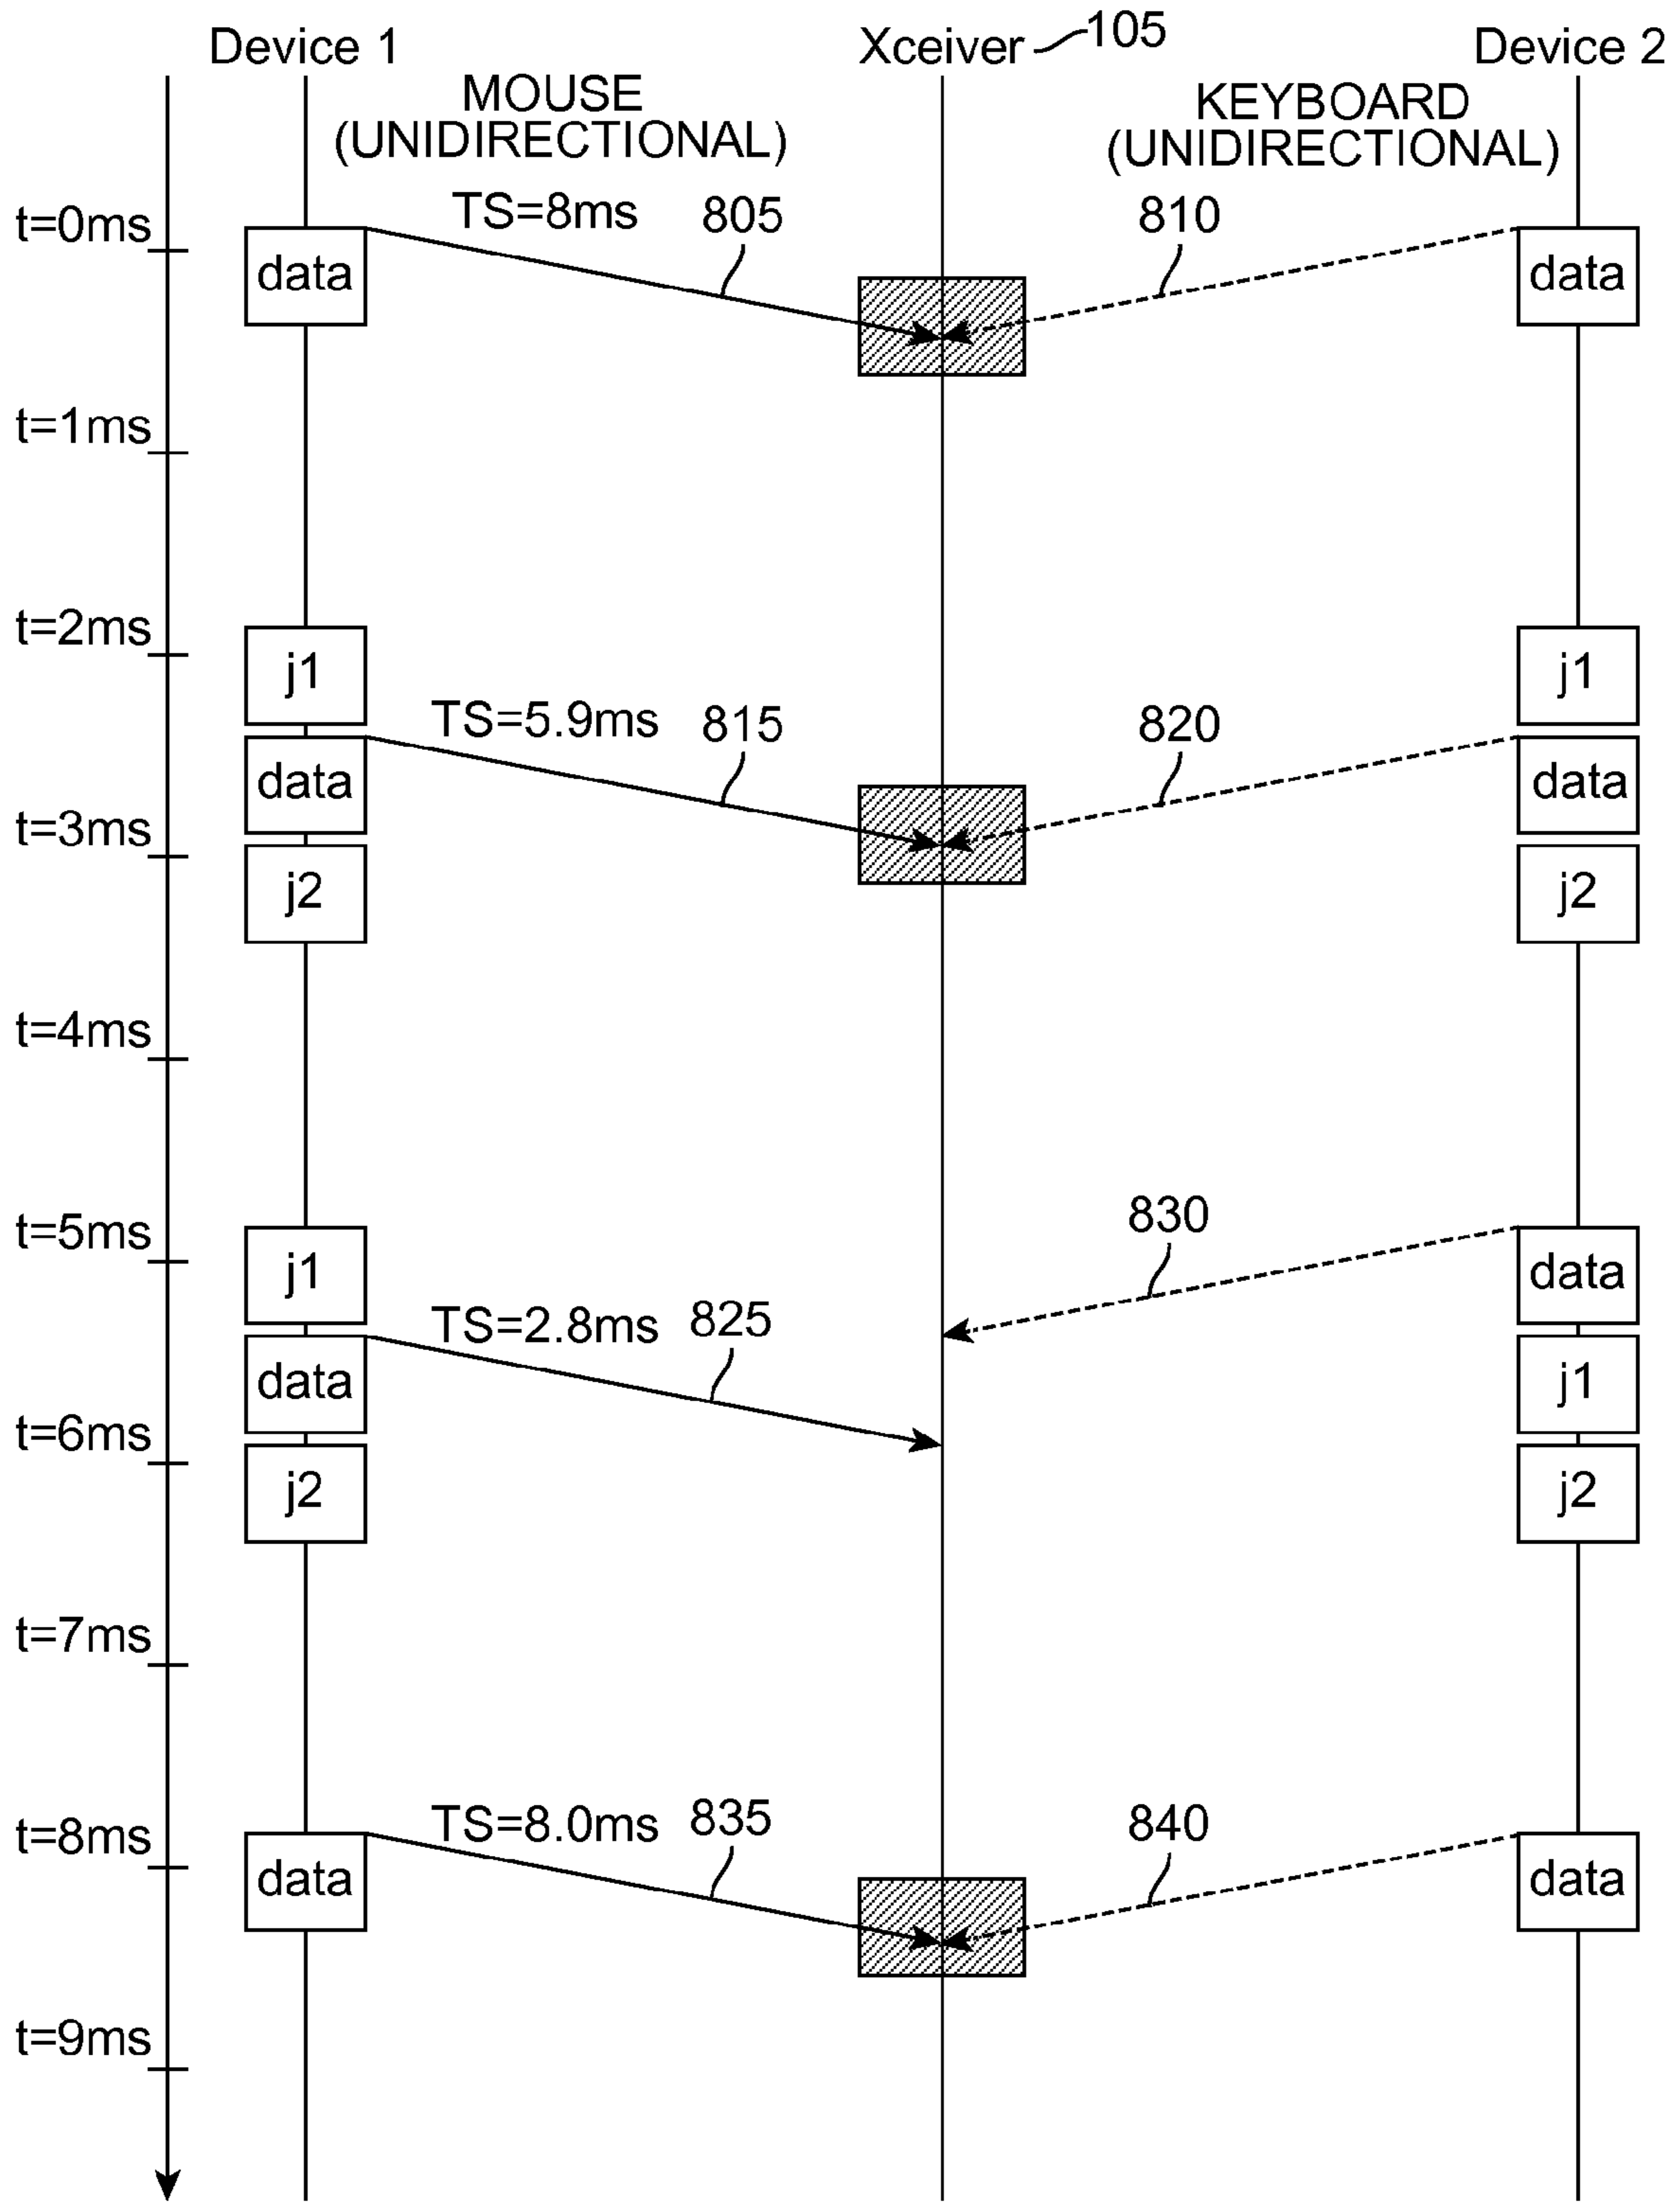 Device 1
Xceiver
105
Device 2
MOUSE
(UNIDIRECTIONAL)
KEYBOARD
(UNIDIRECTIONAL)
t=0ms
TS=8ms
805
810
data
data
t=1ms
t=2ms
j1
j1
TS=5.9ms
815
820
data
data
t=3ms
j2
j2
t=4ms
t=5ms
830
j1
data
TS=2.8ms
825
data
j1
t=6ms
j2
j2
t=7ms
t=8ms
TS=8.0ms
835
840
data
data
t=9ms